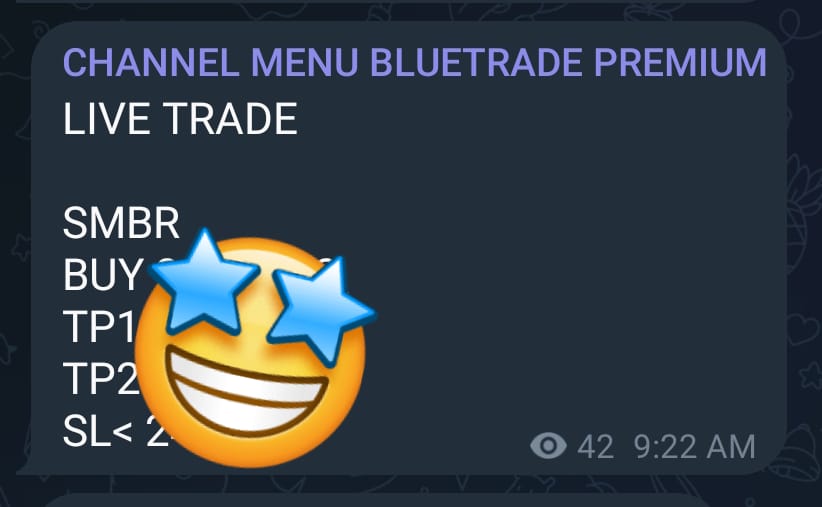 CHANNEL MENU BLUETRADE PREMIUM
LIVE TRADE
SMBR
BUY
TP1
TP2
SL<
42 9:22 AM